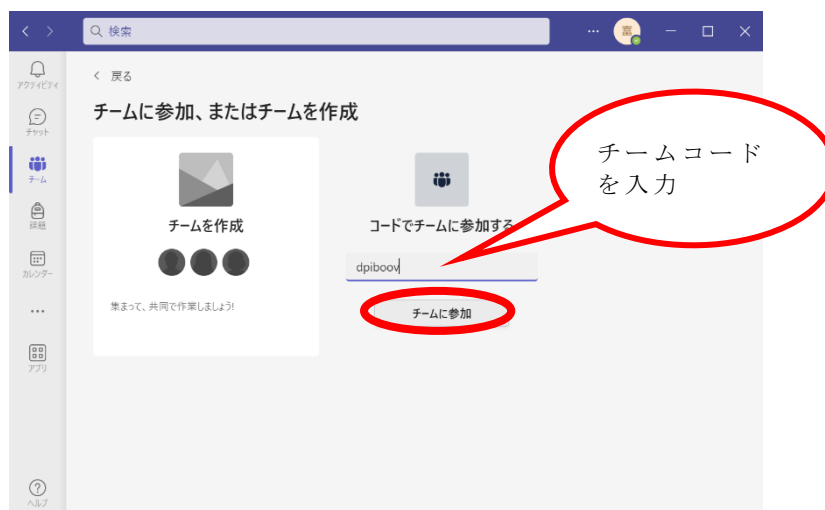 検索
富
アクティビティ
チャット
チーム
課題
カレンダー
アプリ
ヘルプ
戻る
チームに参加、またはチームを作成
チームを作成
集まって、共同で作業しましょう!
コードでチームに参加する
dpiboov
チームに参加
チームコード
を入力